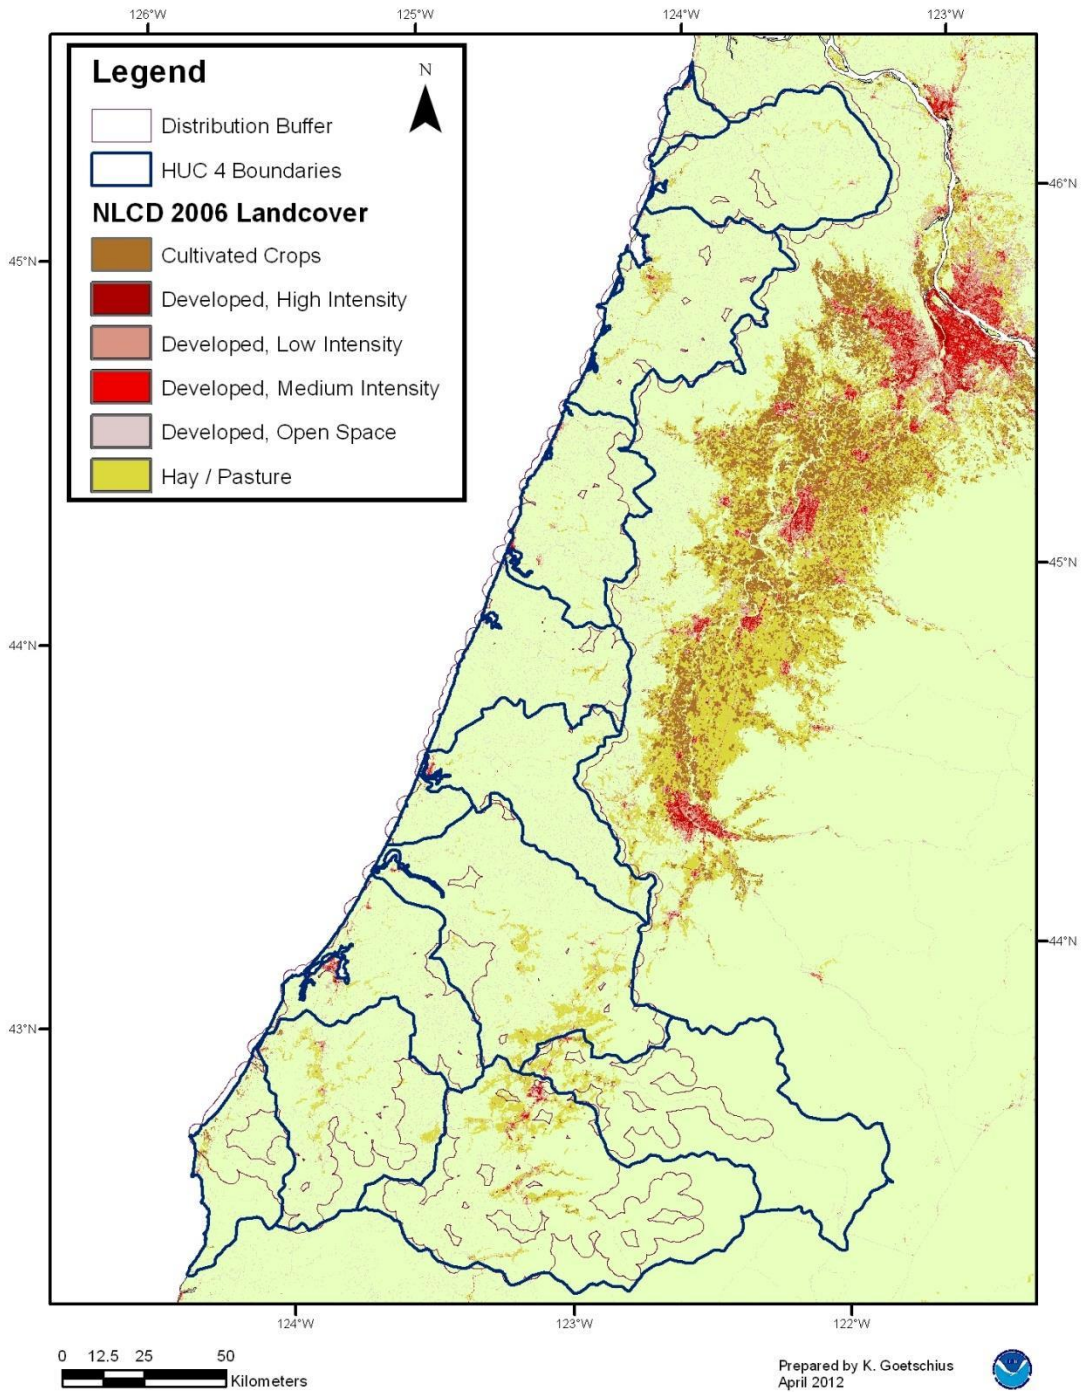 126°W 125°W 124°W 123°W
Legend
N
Distribution Buffer
HUC 4 Boundaries
NLCD 2006 Landcover
Cultivated Crops
Developed, High Intensity
Developed, Low Intensity
Developed, Medium Intensity
Developed, Open Space
Hay / Pasture
46°N
45°N
45°N
44°N
44°N
43°N
124°W 123°W 122°W
0 12.5 25 50
Kilometers
Prepared by K. Goetschius
April 2012